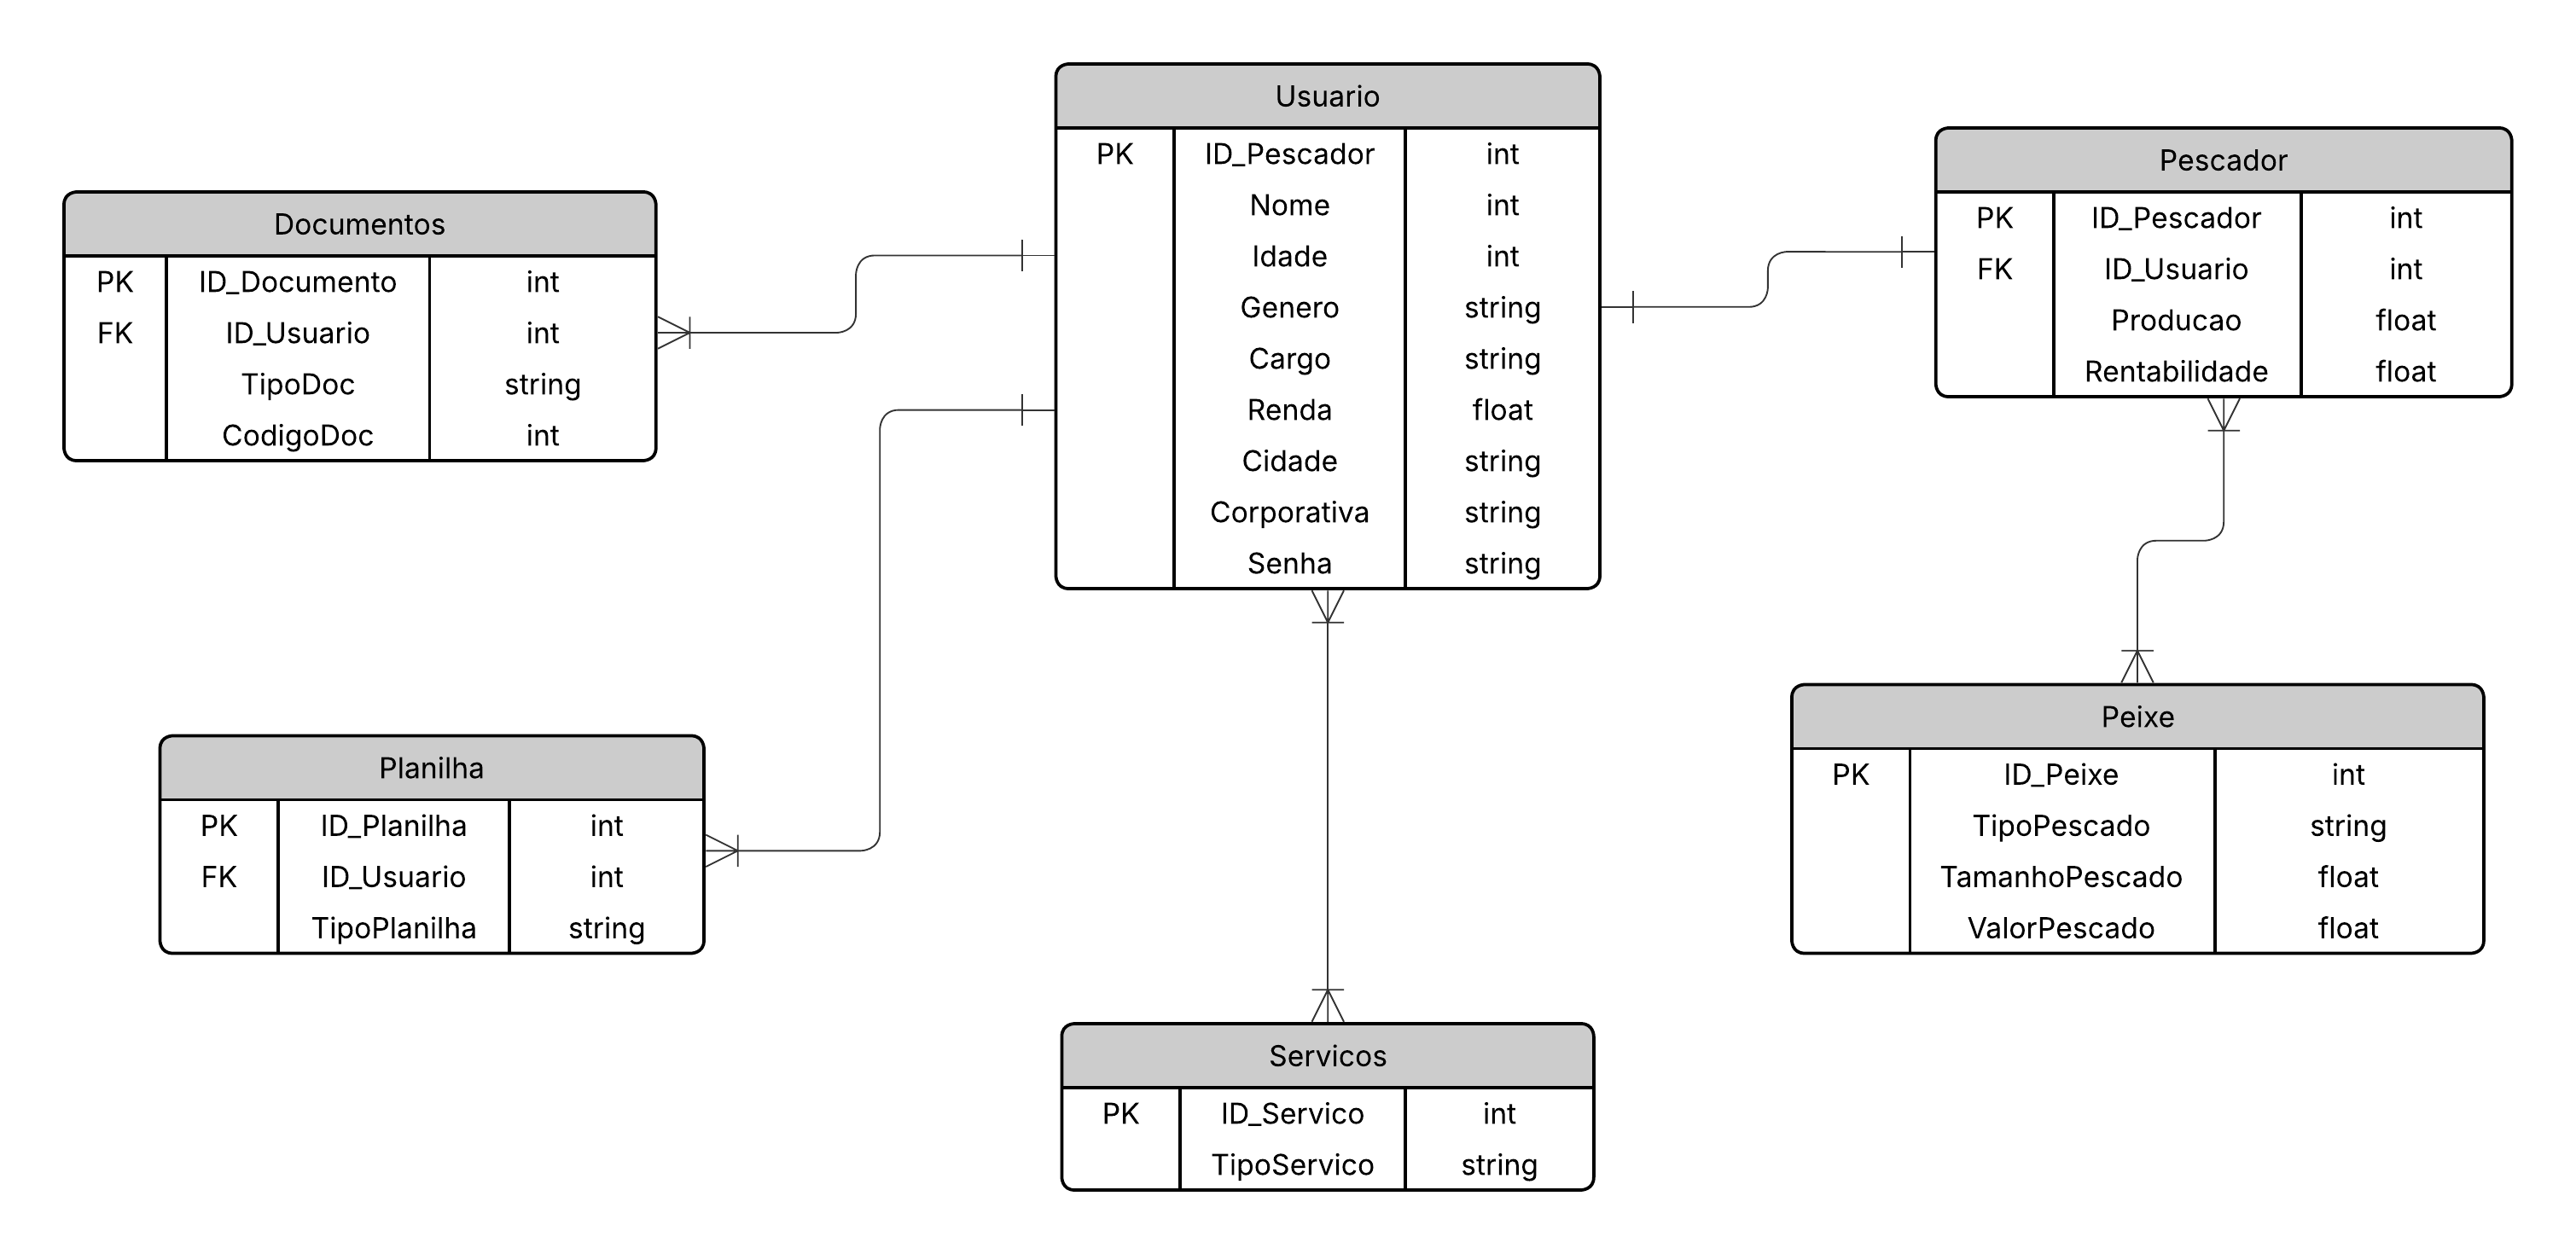 Usuario
PK ID_Pescador int
Nome int
Idade int
Genero string
Cargo string
Renda float
Cidade string
Corporativa string
Senha string
Pescador
PK ID_Pescador int
FK ID_Usuario int
Producao float
Rentabilidade float
Documentos
PK ID_Documento int
FK ID_Usuario int
TipoDoc string
CodigoDoc int
Planilha
PK ID_Planilha int
FK ID_Usuario int
TipoPlanilha string
Peixe
PK ID_Peixe int
TipoPescado string
TamanhoPescado float
ValorPescado float
Servicos
PK ID_Servico int
TipoServico string